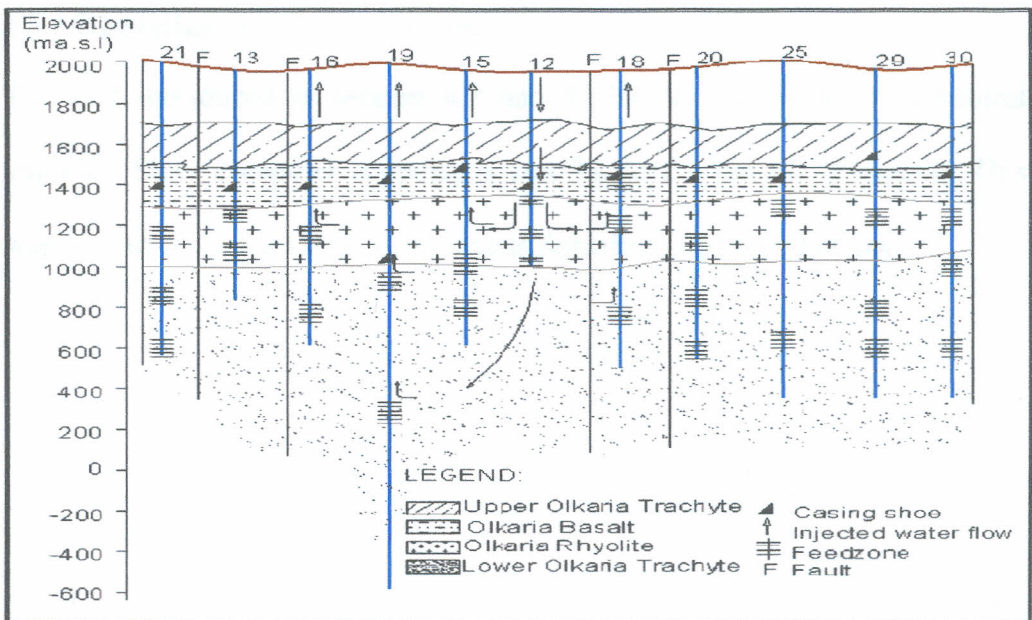 Elevation
(ma.s.l)
21 F 13 F 16 19 15 12 F 18 F 20 25 29 30
2000
1800
1600
1400
1200
1000
800
600
400
200
0
-200
-400
-600
LEGEND:
Upper Olkaria Trachyte
Olkaria Basalt
Olkaria Rhyolite
Lower Olkaria Trachyte
Casing shoe
Injected water flow
Feedzone
F Fault